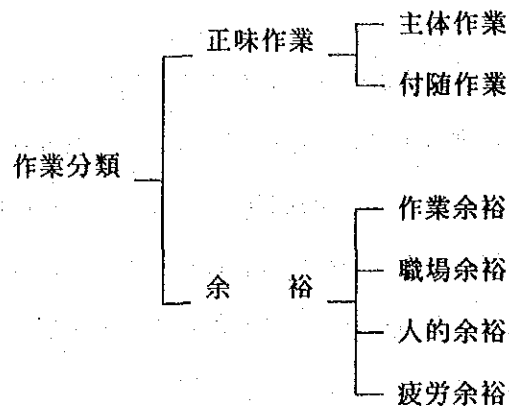 主体作業
正味作業
付随作業
作業分類
作業余裕
職場余裕
余　　裕
人的余裕
疲労余裕